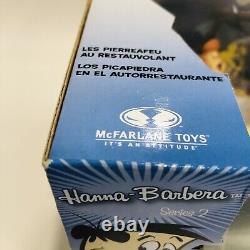 LES PIERREAFEU
AU RESTAUVOLANT
LOS PICAPIEDRA
EN EL AUTORRESTAURANTE
McFARLANE TOYS
IT'S AN ATTITUDE
Hanna-Barbera
Series 2